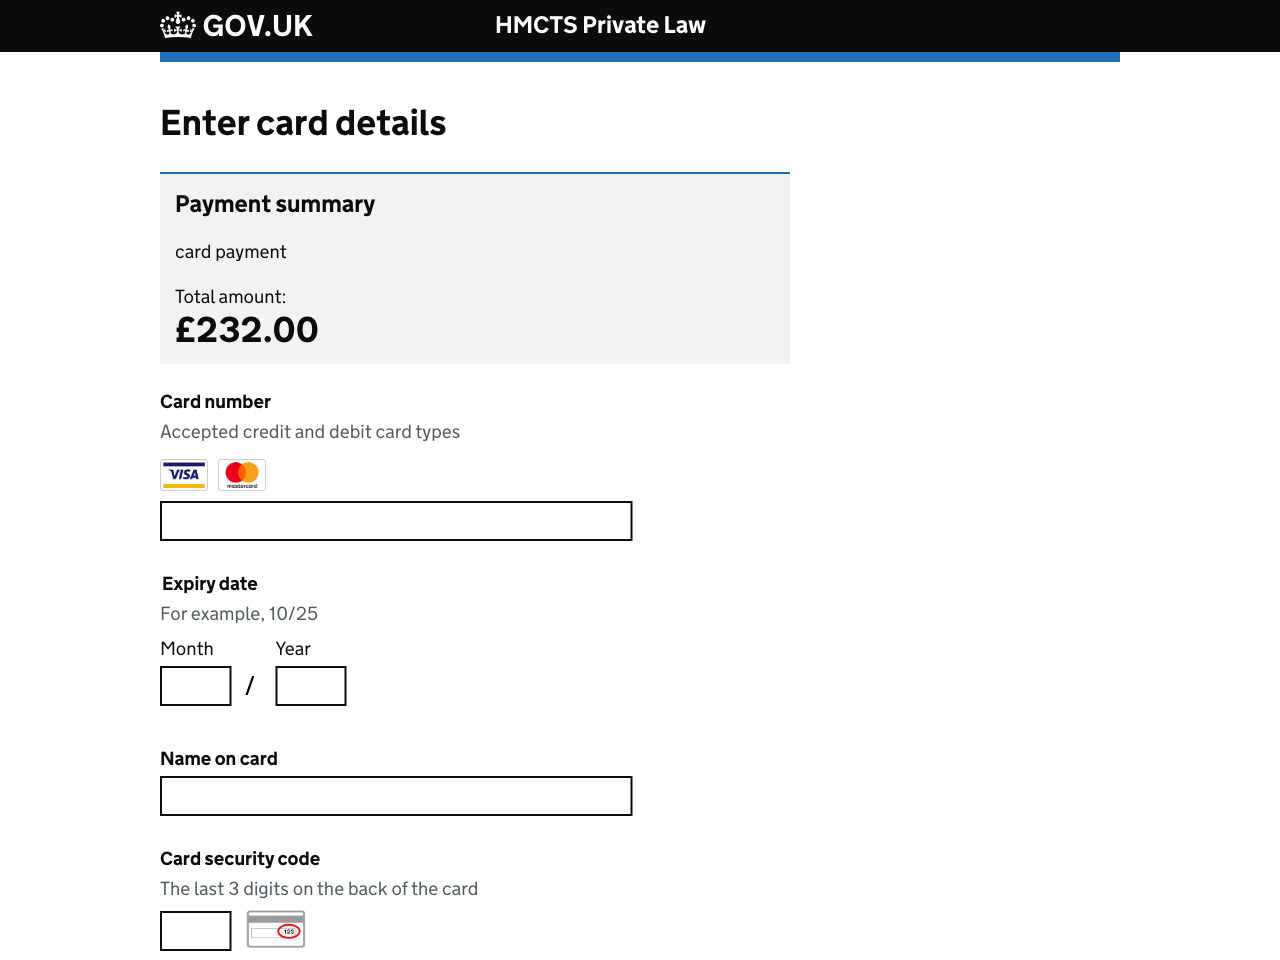 GOV.UK
HMCTS Private Law
Enter card details
Payment summary
card payment
Total amount:
£232.00
Card number
Accepted credit and debit card types
VISA
mastercard
Expiry date
For example, 10/25
Month
Year
/
Name on card
Card security code
The last 3 digits on the back of the card
123